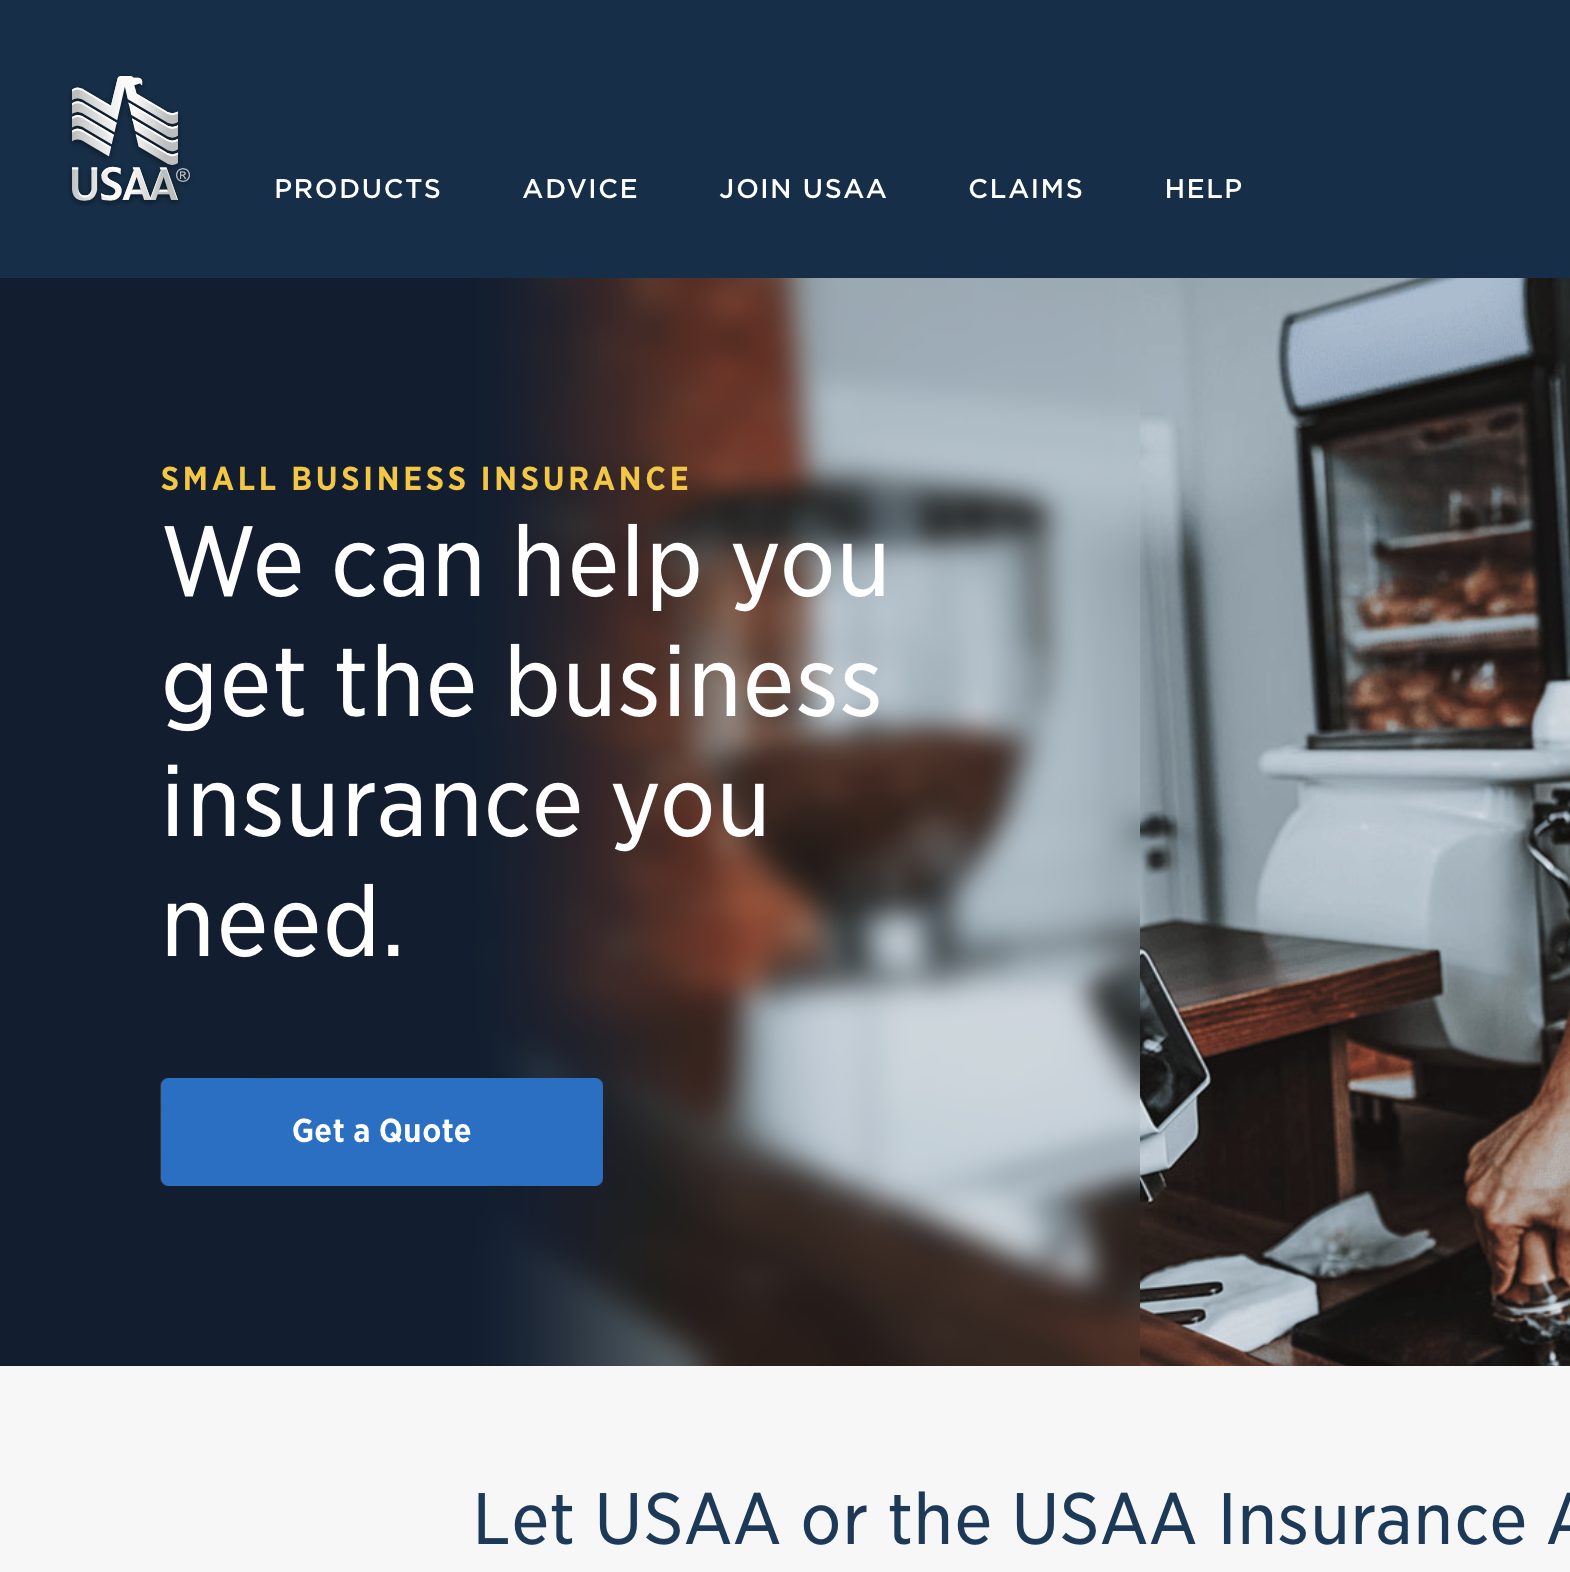 USAA®
PRODUCTS ADVICE JOIN USAA CLAIMS HELP
SMALL BUSINESS INSURANCE
We can help you
get the business
insurance you
need.
Get a Quote
Let USAA or the USAA Insurance A